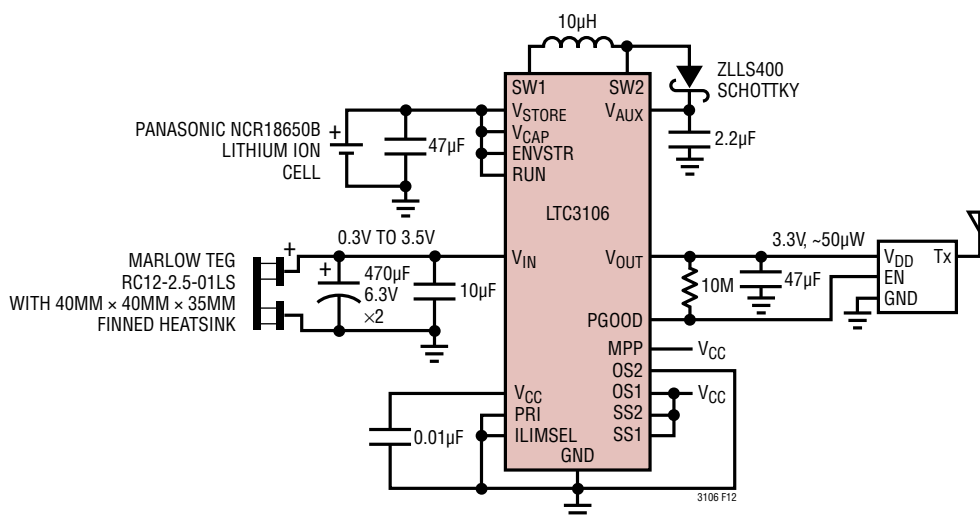 10µH
SW1
SW2
ZLLS400
SCHOTTKY
VSTORE
VAUX
PANASONIC NCR18650B
LITHIUM ION
CELL
+
47µF
VCAP
ENVSTR
RUN
2.2µF
LTC3106
MARLOW TEG
RC12-2.5-01LS
WITH 40MM × 40MM × 35MM
FINNED HEATSINK
+
0.3V TO 3.5V
+
470µF
6.3V
×2
10µF
VIN
VOUT
3.3V, ~50µW
10M
47µF
VDD
Tx
EN
GND
PGOOD
MPP
VCC
OS2
VCC
OS1
VCC
PRI
SS2
0.01µF
ILIMSEL
SS1
GND
3106 F12